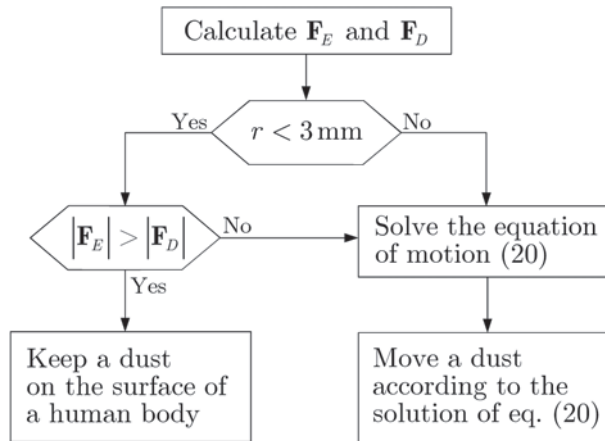 Calculate F_E and F_D
Yes
r < 3 mm
No
|F_E| > |F_D|
No
Solve the equation
of motion (20)
Yes
Keep a dust
on the surface of
a human body
Move a dust
according to the
solution of eq. (20)